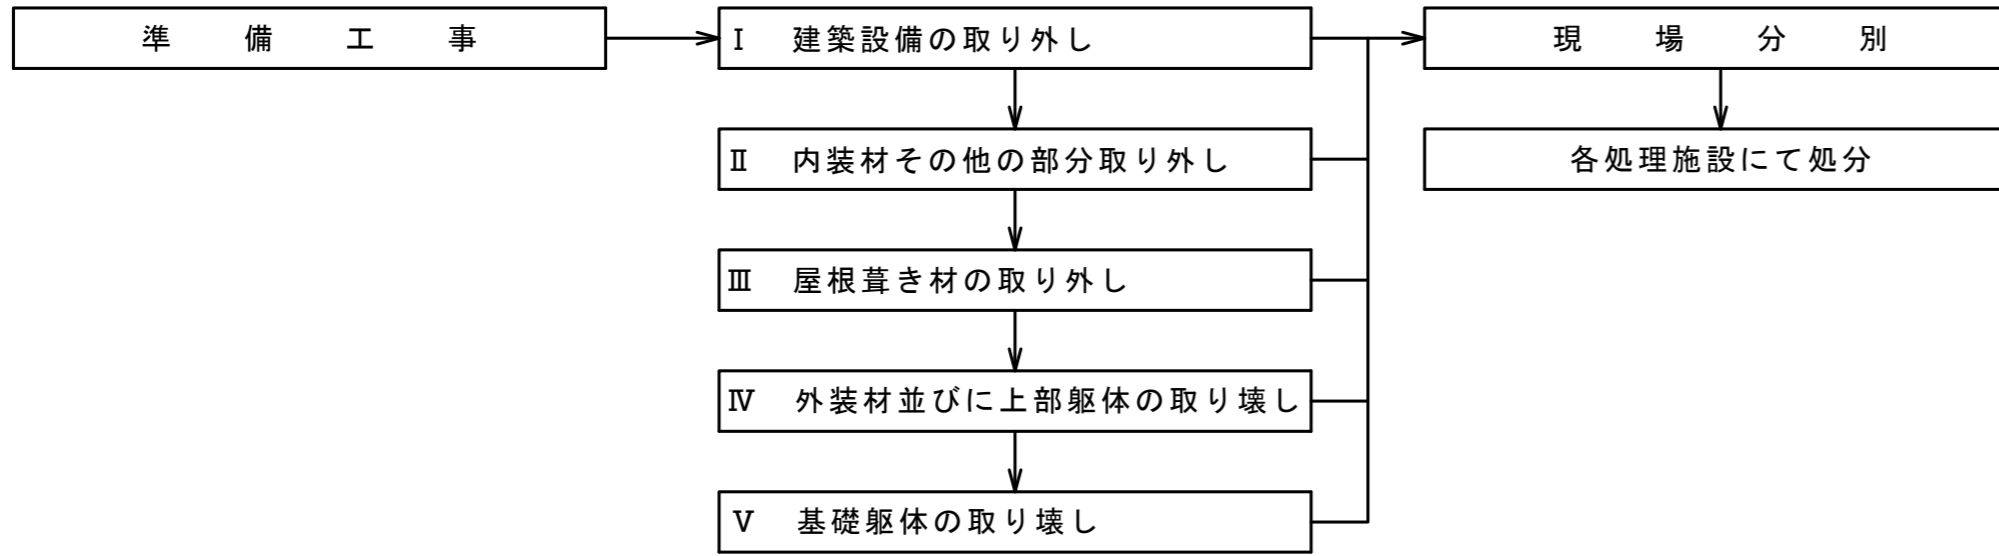 準備工事
Ⅰ 建築設備の取り外し
現場分別
Ⅱ 内装材その他の部分取り外し
各処理施設にて処分
Ⅲ 屋根葺き材の取り外し
Ⅳ 外装材並びに上部躯体の取り壊し
Ⅴ 基礎躯体の取り壊し